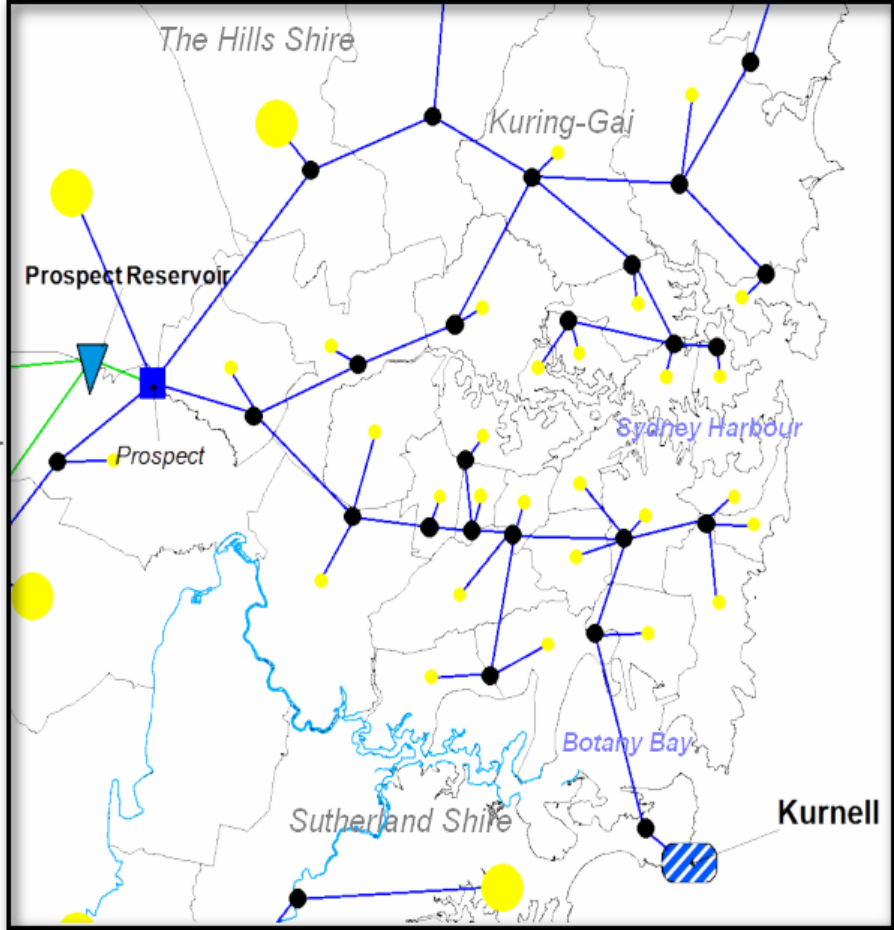 The Hills Shire
Kuring-Gai
Prospect Reservoir
Prospect
Sydney Harbour
Botany Bay
Kurnell
Sutherland Shire